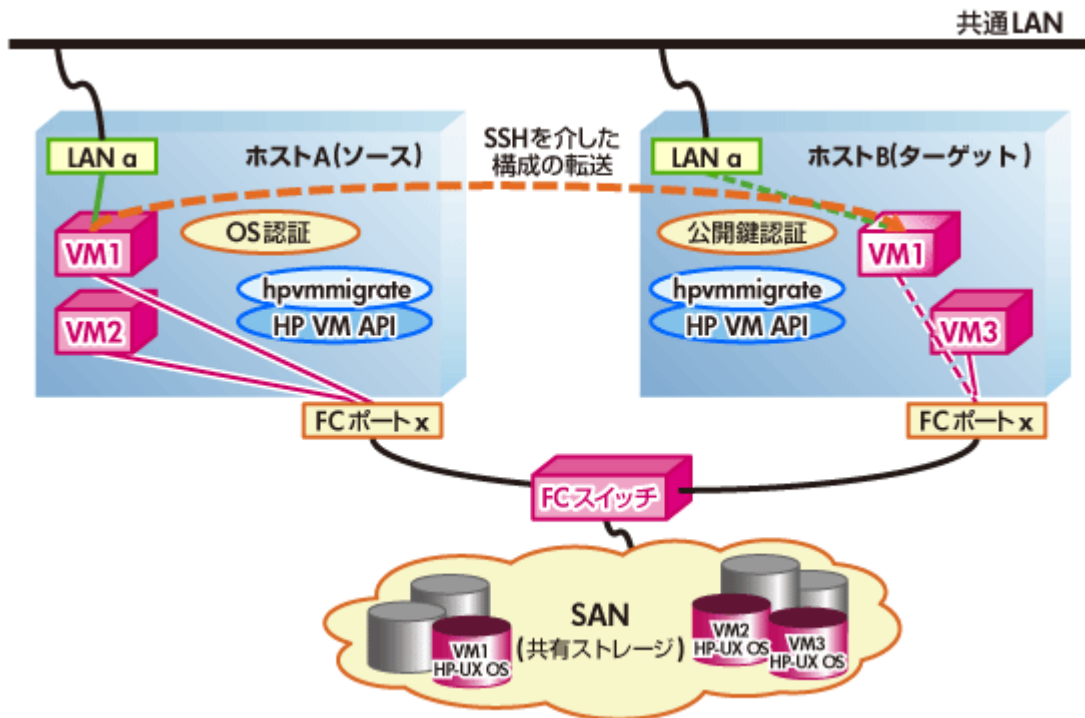 共通LAN
LAN a
ホストA(ソース)
SSHを介した
構成の転送
LAN a
ホストB(ターゲット)
VM1
OS認証
公開鍵認証
VM1
hpvmmigrate
HP VM API
hpvmmigrate
HP VM API
VM2
VM3
FCポートx
FCポートx
FCスイッチ
SAN
(共有ストレージ)
VM1
HP-UX OS
VM2
HP-UX OS
VM3
HP-UX OS